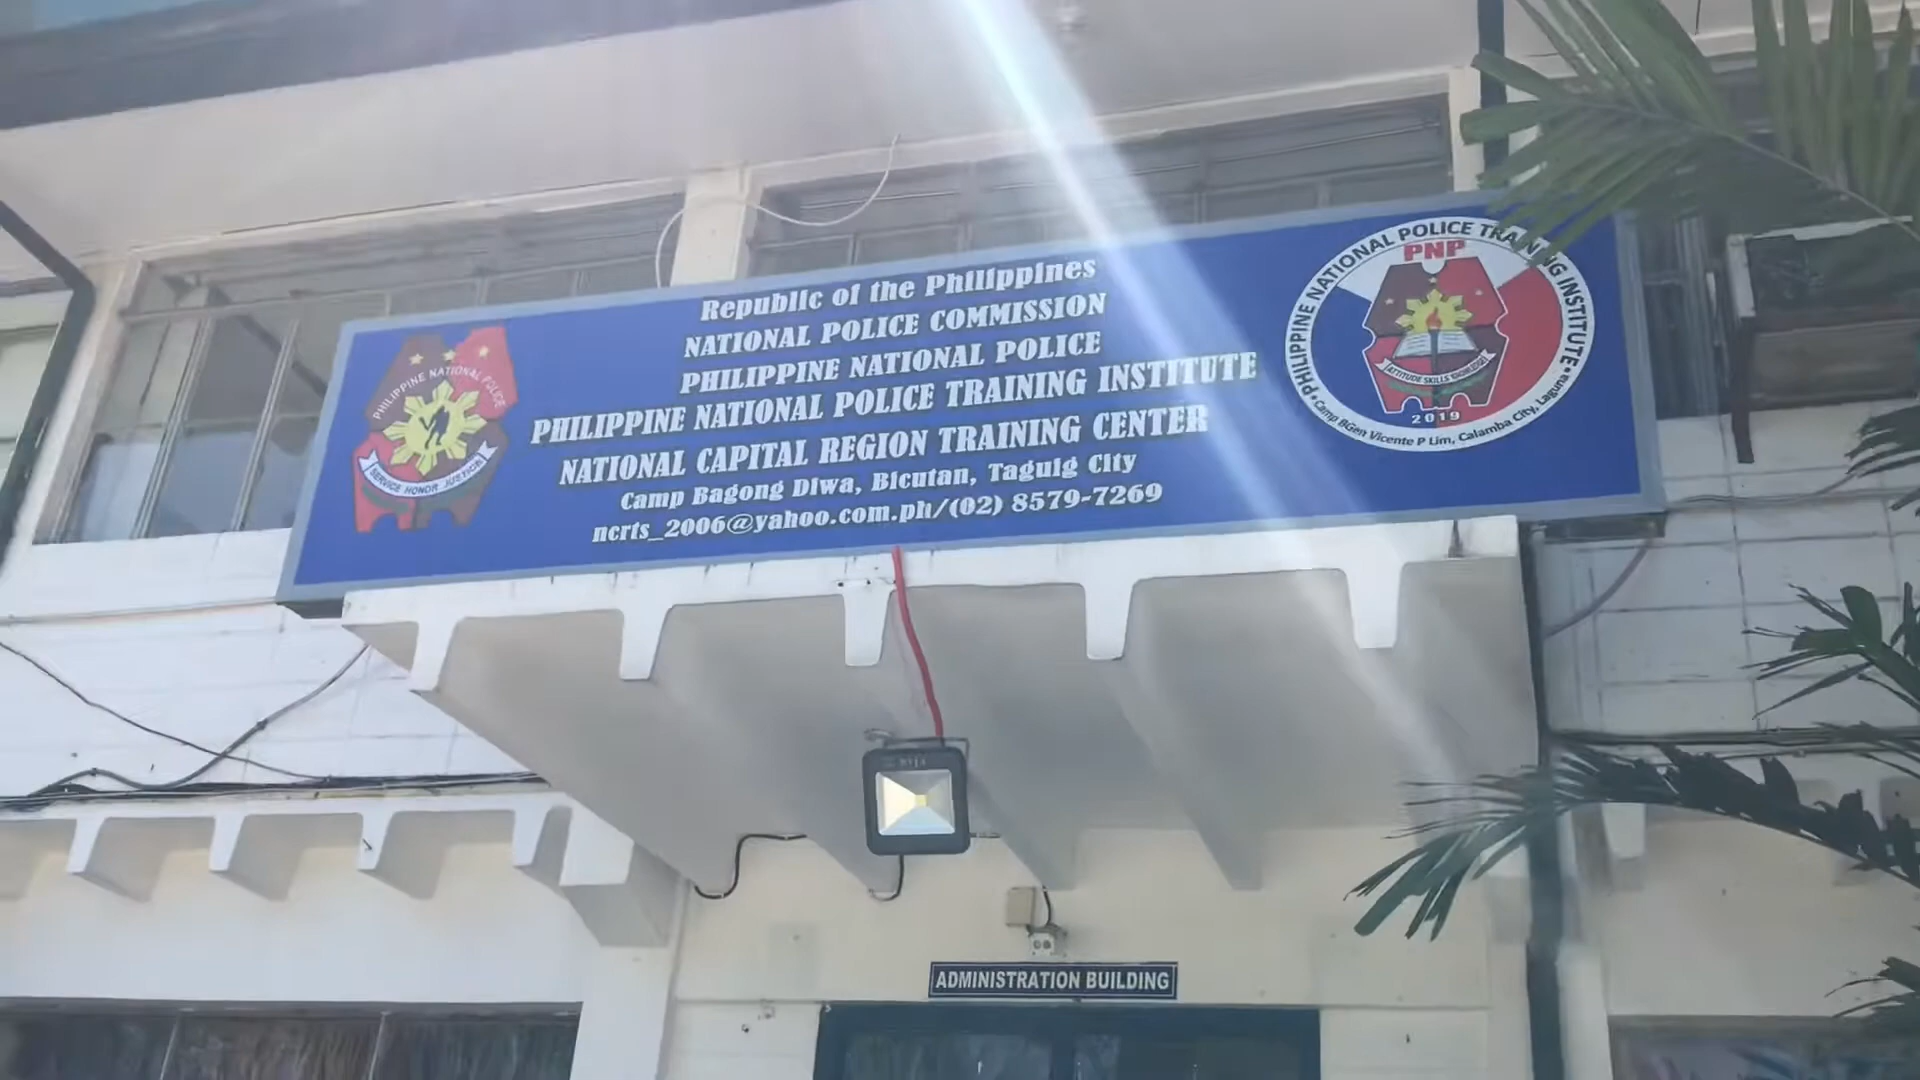 Republic of the Philippines
NATIONAL POLICE COMMISSION
PHILIPPINE NATIONAL POLICE
PHILIPPINE NATIONAL POLICE TRAINING INSTITUTE
NATIONAL CAPITAL REGION TRAINING CENTER
Camp Bagong Diwa, Bicutan, Taguig City
ncrts_2006@yahoo.com.ph/(02) 8579-7269
PHILIPPINE NATIONAL POLICE
SERVICE HONOR JUSTICE
PHILIPPINE NATIONAL POLICE TRAINING INSTITUTE
PNP
ATTITUDE SKILLS KNOWLEDGE
2019
Camp BGen Vicente P Lim, Calamba City, Laguna
ADMINISTRATION BUILDING